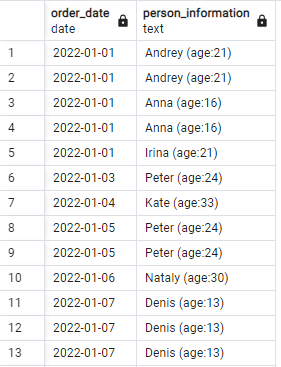 order_date person_information
date text
1 2022-01-01 Andrey (age:21)
2 2022-01-01 Andrey (age:21)
3 2022-01-01 Anna (age:16)
4 2022-01-01 Anna (age:16)
5 2022-01-01 Irina (age:21)
6 2022-01-03 Peter (age:24)
7 2022-01-04 Kate (age:33)
8 2022-01-05 Peter (age:24)
9 2022-01-05 Peter (age:24)
10 2022-01-06 Nataly (age:30)
11 2022-01-07 Denis (age:13)
12 2022-01-07 Denis (age:13)
13 2022-01-07 Denis (age:13)